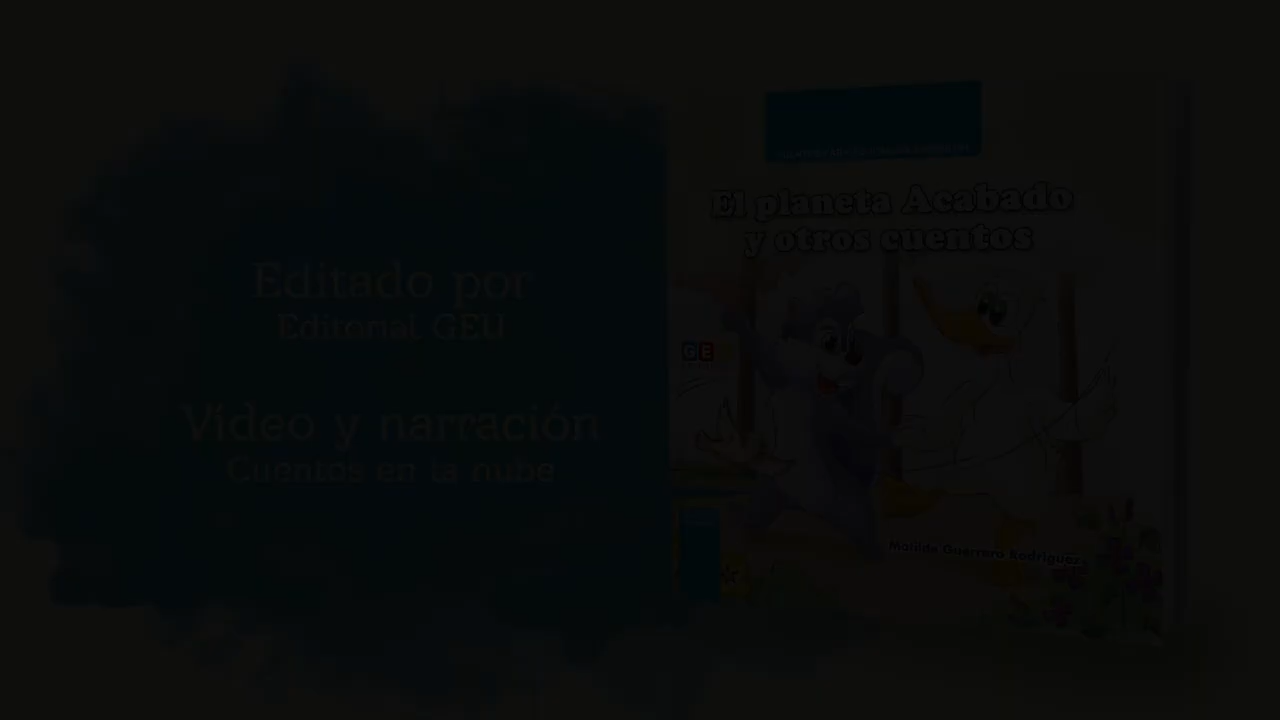 Editado por
Editorial GEU
Video y narración
Cuentos en la nube
El planeta Acabado
y otros cuentos
GE
Matilde Guerrero Rodríguez